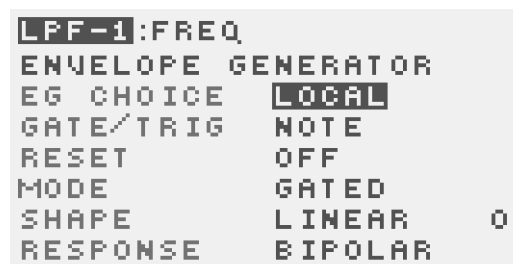 LPF-1:FREQ
ENVELOPE GENERATOR
EG CHOICE LOCAL
GATE/TRIG NOTE
RESET OFF
MODE GATED
SHAPE LINEAR 0
RESPONSE BIPOLAR